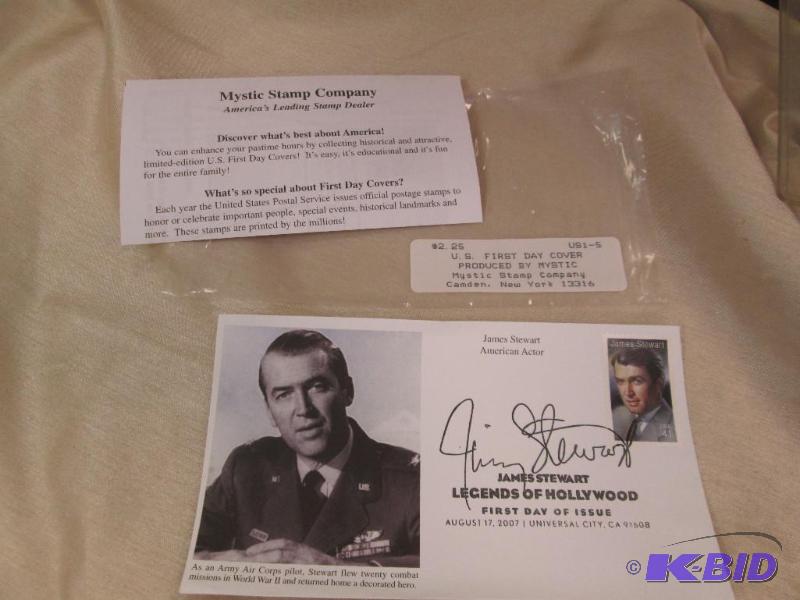 Mystic Stamp Company
America's Leading Stamp Dealer
Discover what's best about America!
You can enhance your pastime hours by collecting historical and attractive,
limited-edition U.S. First Day Covers! It's easy, it's educational and it's fun
for the entire family!
What's so special about First Day Covers?
Each year the United States Postal Service issues official postage stamps to
honor or celebrate important people, special events, historical landmarks and
more. These stamps are printed by the millions!
$2.25 US1-5
U.S. FIRST DAY COVER
PRODUCED BY MYSTIC
Mystic Stamp Company
Camden, New York 13316
James Stewart
American Actor
James Stewart
USA 41
Jimmy Stewart
JAMES STEWART
LEGENDS OF HOLLYWOOD
FIRST DAY OF ISSUE
AUGUST 17, 2007 | UNIVERSAL CITY, CA 91608
US
As an Army Air Corps pilot, Stewart flew twenty combat
missions in World War II and returned home a decorated hero.
© K-BID